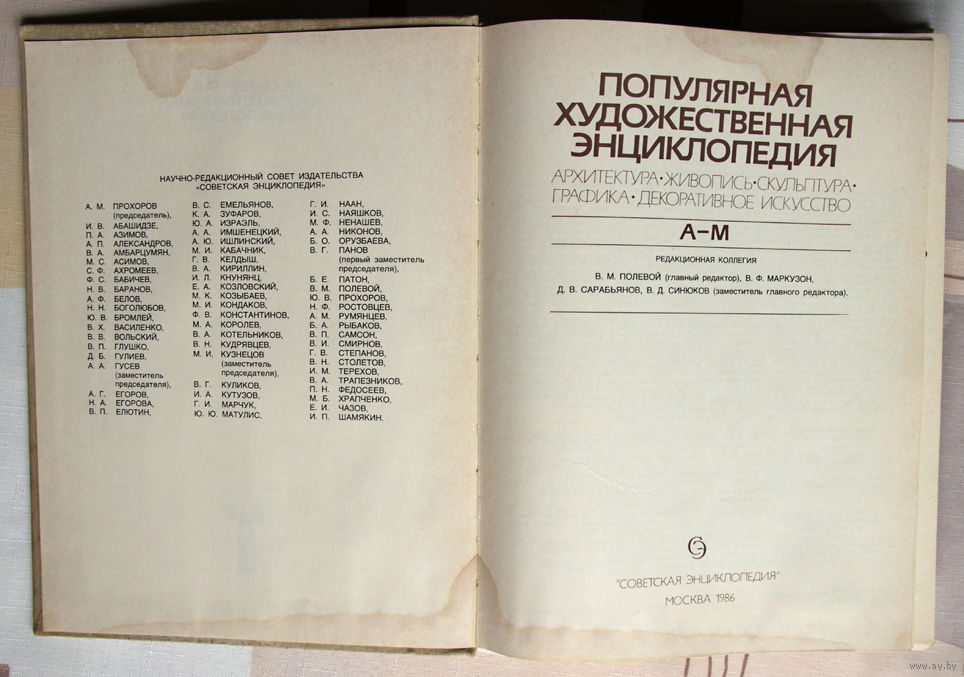 НАУЧНО-РЕДАКЦИОННЫЙ СОВЕТ ИЗДАТЕЛЬСТВА
«СОВЕТСКАЯ ЭНЦИКЛОПЕДИЯ»
А. М. ПРОХОРОВ
(председатель),
И. В. АБАШИДЗЕ,
П. А. АЗИМОВ,
А. П. АЛЕКСАНДРОВ,
В. А. АМБАРЦУМЯН,
М. С. АСИМОВ,
С. Ф. АХРОМЕЕВ,
Ф. С. БАБИЧЕВ,
Н. В. БАРАНОВ,
А. Ф. БЕЛОВ,
Н. Н. БОГОЛЮБОВ,
Ю. В. БРОМЛЕЙ,
В. Х. ВАСИЛЕНКО,
В. В. ВОЛЬСКИЙ,
В. П. ГЛУШКО,
Д. Б. ГУЛИЕВ,
А. А. ГУСЕВ
(заместитель
председателя),
А. Г. ЕГОРОВ,
Н. А. ЕГОРОВА,
В. П. ЕЛЮТИН,
В. С. ЕМЕЛЬЯНОВ,
К. А. ЗУФАРОВ,
Ю. А. ИЗРАЭЛЬ,
А. А. ИМШЕНЕЦКИЙ,
А. Ю. ИШЛИНСКИЙ,
М. И. КАБАЧНИК,
Г. В. КЕЛДЫШ,
В. А. КИРИЛЛИН,
И. Л. КНУНЯНЦ,
Е. А. КОЗЛОВСКИЙ,
М. К. КОЗЫБАЕВ,
М. И. КОНДАКОВ,
Ф. В. КОНСТАНТИНОВ,
М. А. КОРОЛЕВ,
В. А. КОТЕЛЬНИКОВ,
В. Н. КУДРЯВЦЕВ,
М. И. КУЗНЕЦОВ
(заместитель
председателя),
В. Г. КУЛИКОВ,
И. А. КУТУЗОВ,
Г. И. МАРЧУК,
Ю. Ю. МАТУЛИС,
Г. И. НААН,
И. С. НАЯШКОВ,
М. Ф. НЕНАШЕВ,
А. А. НИКОНОВ,
Б. О. ОРУЗБАЕВА,
В. Г. ПАНОВ
(первый заместитель
председателя),
Б. Е. ПАТОН,
В. М. ПОЛЕВОЙ,
Ю. В. ПРОХОРОВ,
Н. Ф. РОСТОВЦЕВ,
А. М. РУМЯНЦЕВ,
Б. А. РЫБАКОВ,
В. П. САМСОН,
В. И. СМИРНОВ,
Г. В. СТЕПАНОВ,
В. Н. СТОЛЕТОВ,
И. М. ТЕРЕХОВ,
В. А. ТРАПЕЗНИКОВ,
П. Н. ФЕДОСЕЕВ,
М. Б. ХРАПЧЕНКО,
Е. И. ЧАЗОВ,
И. П. ШАМЯКИН.
ПОПУЛЯРНАЯ
ХУДОЖЕСТВЕННАЯ
ЭНЦИКЛОПЕДИЯ
АРХИТЕКТУРА•ЖИВОПИСЬ•СКУЛЬПТУРА•
ГРАФИКА•ДЕКОРАТИВНОЕ ИСКУССТВО
А–М
РЕДАКЦИОННАЯ КОЛЛЕГИЯ
В. М. ПОЛЕВОЙ (главный редактор), В. Ф. МАРКУЗОН,
Д. В. САРАБЬЯНОВ, В. Д. СИНЮКОВ (заместитель главного редактора).
СЭ
"СОВЕТСКАЯ ЭНЦИКЛОПЕДИЯ"
МОСКВА 1986
www.ay.by